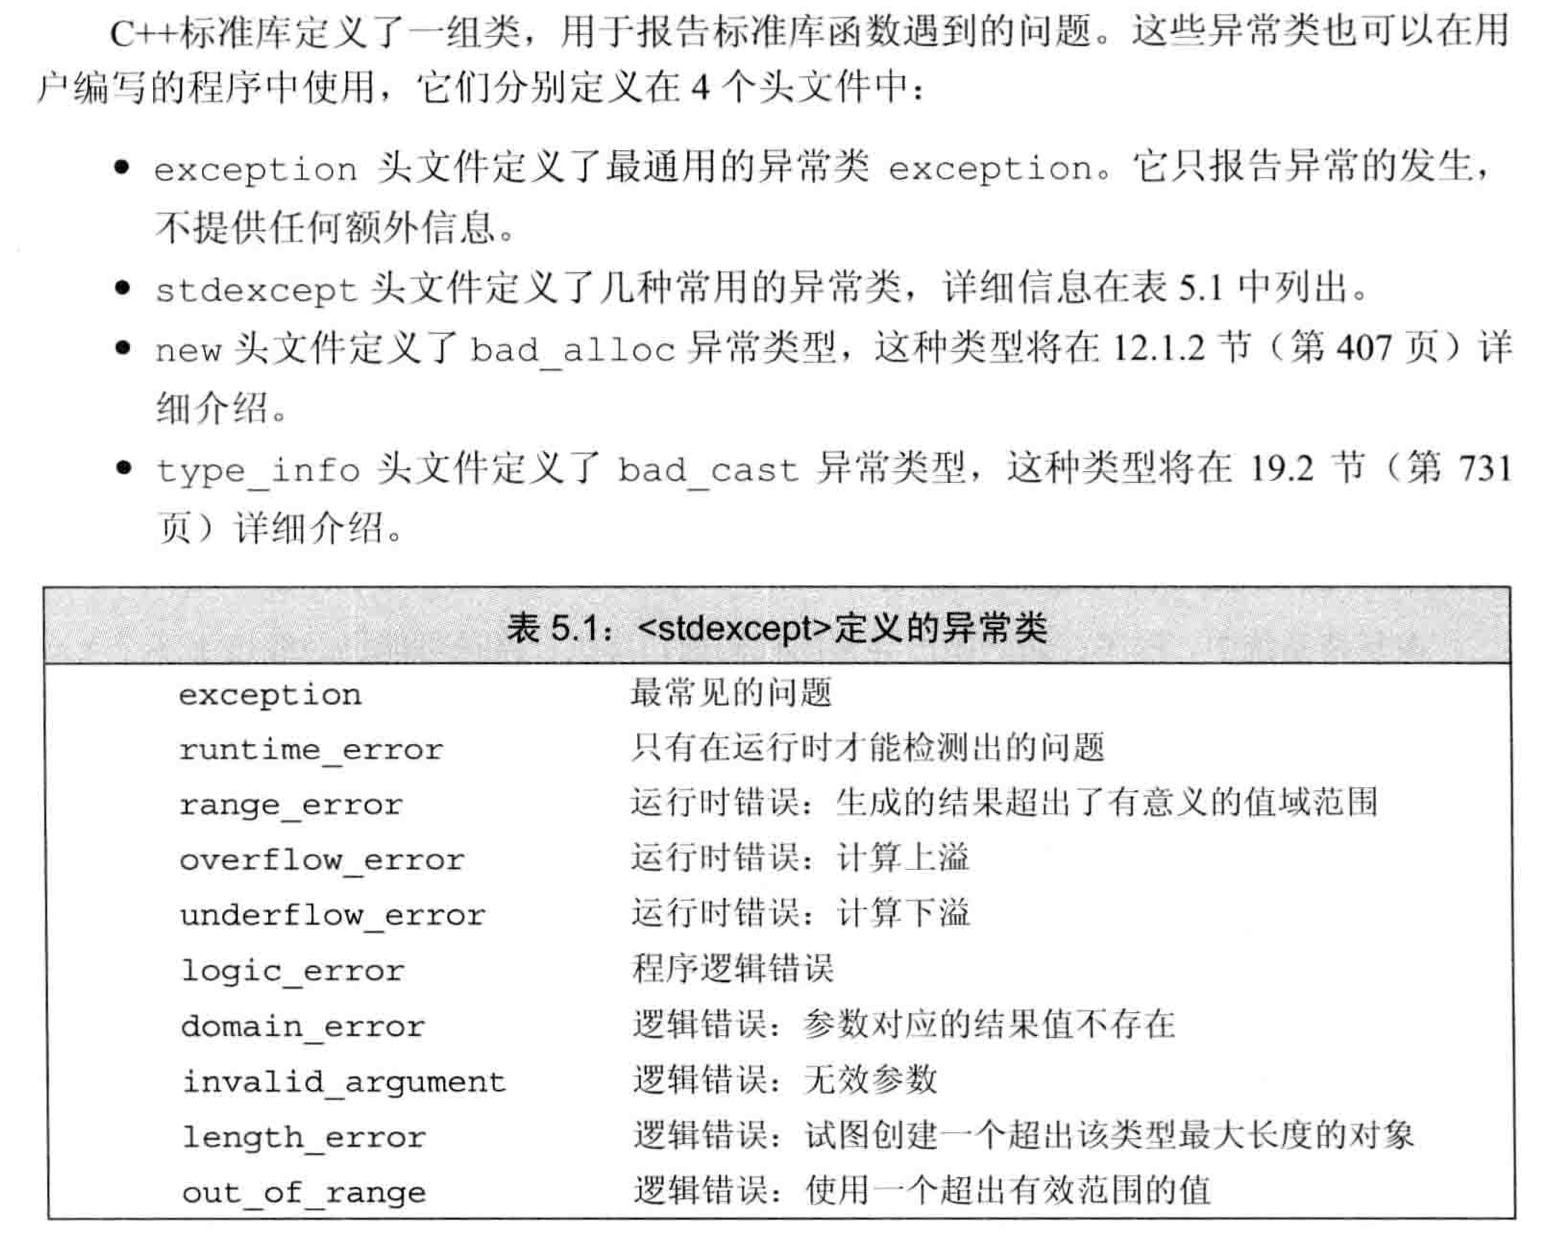 C++标准库定义了一组类，用于报告标准库函数遇到的问题。这些异常类也可以在用
户编写的程序中使用，它们分别定义在 4 个头文件中：
● exception 头文件定义了最通用的异常类 exception。它只报告异常的发生，
不提供任何额外信息。
● stdexcept 头文件定义了几种常用的异常类，详细信息在表 5.1 中列出。
● new 头文件定义了 bad_alloc 异常类型，这种类型将在 12.1.2 节（第 407 页）详
细介绍。
● type_info 头文件定义了 bad_cast 异常类型，这种类型将在 19.2 节（第 731
页）详细介绍。
表 5.1：<stdexcept>定义的异常类
exception 最常见的问题
runtime_error 只有在运行时才能检测出的问题
range_error 运行时错误：生成的结果超出了有意义的值域范围
overflow_error 运行时错误：计算上溢
underflow_error 运行时错误：计算下溢
logic_error 程序逻辑错误
domain_error 逻辑错误：参数对应的结果值不存在
invalid_argument 逻辑错误：无效参数
length_error 逻辑错误：试图创建一个超出该类型最大长度的对象
out_of_range 逻辑错误：使用一个超出有效范围的值